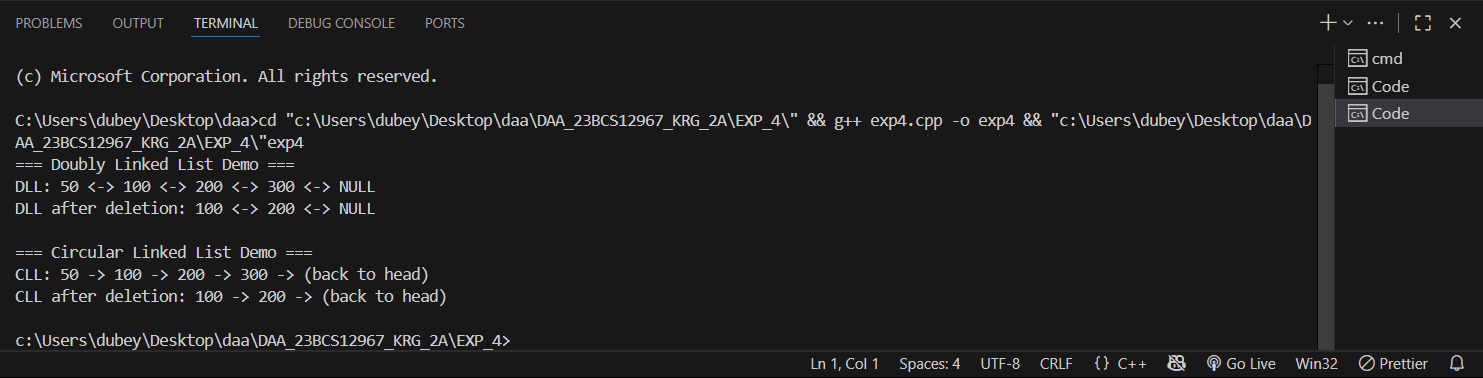 PROBLEMS OUTPUT TERMINAL DEBUG CONSOLE PORTS
(c) Microsoft Corporation. All rights reserved.
C:\Users\dubey\Desktop\daa>cd "c:\Users\dubey\Desktop\daa\DAA_23BCS12967_KRG_2A\EXP_4\" && g++ exp4.cpp -o exp4 && "c:\Users\dubey\Desktop\daa\D
AA_23BCS12967_KRG_2A\EXP_4\"exp4
=== Doubly Linked List Demo ===
DLL: 50 <-> 100 <-> 200 <-> 300 <-> NULL
DLL after deletion: 100 <-> 200 <-> NULL
=== Circular Linked List Demo ===
CLL: 50 -> 100 -> 200 -> 300 -> (back to head)
CLL after deletion: 100 -> 200 -> (back to head)
c:\Users\dubey\Desktop\daa\DAA_23BCS12967_KRG_2A\EXP_4>
cmd
Code
Code
Ln 1, Col 1 Spaces: 4 UTF-8 CRLF {} C++ Go Live Win32 Prettier